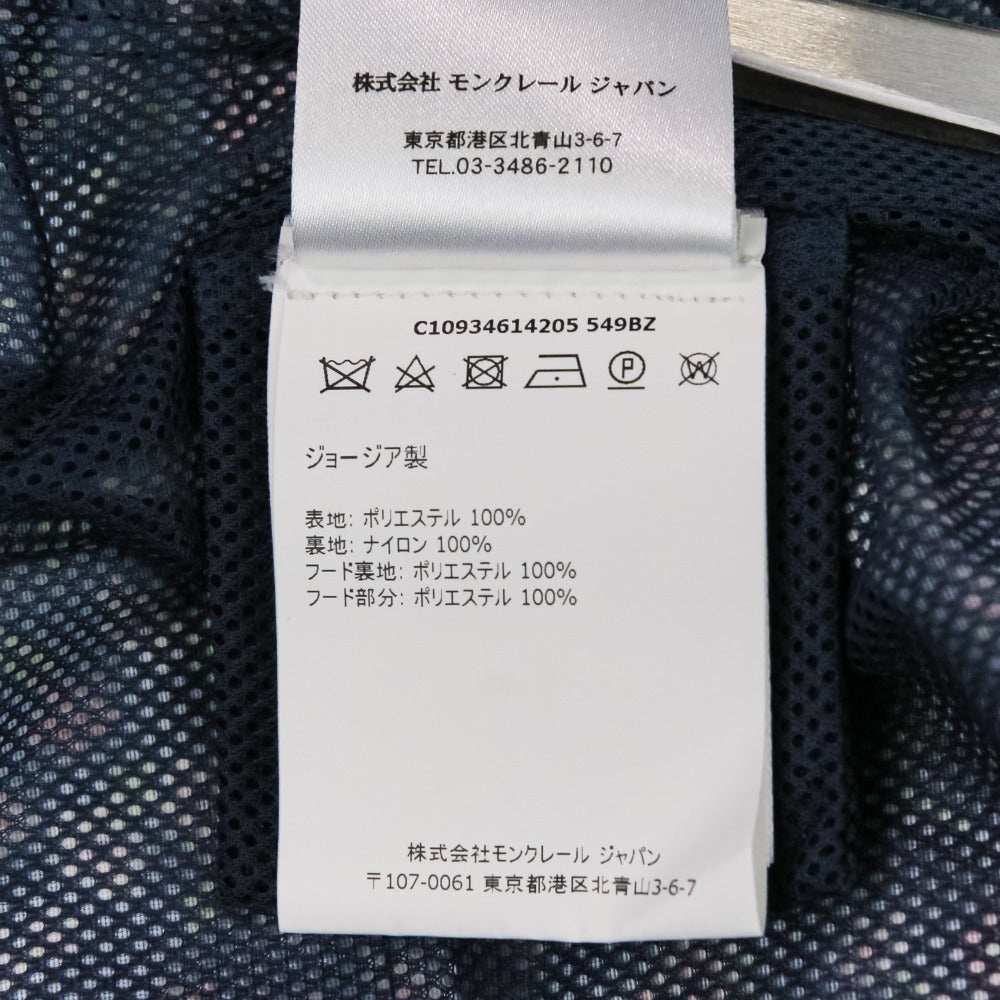 株式会社 モンクレール ジャパン
東京都港区北青山3-6-7
TEL.03-3486-2110
C10934614205 549BZ
P W
ジョージア製
表地: ポリエステル 100%
裏地: ナイロン 100%
フード裏地: ポリエステル 100%
フード部分: ポリエステル 100%
株式会社モンクレール ジャパン
〒107-0061 東京都港区北青山3-6-7